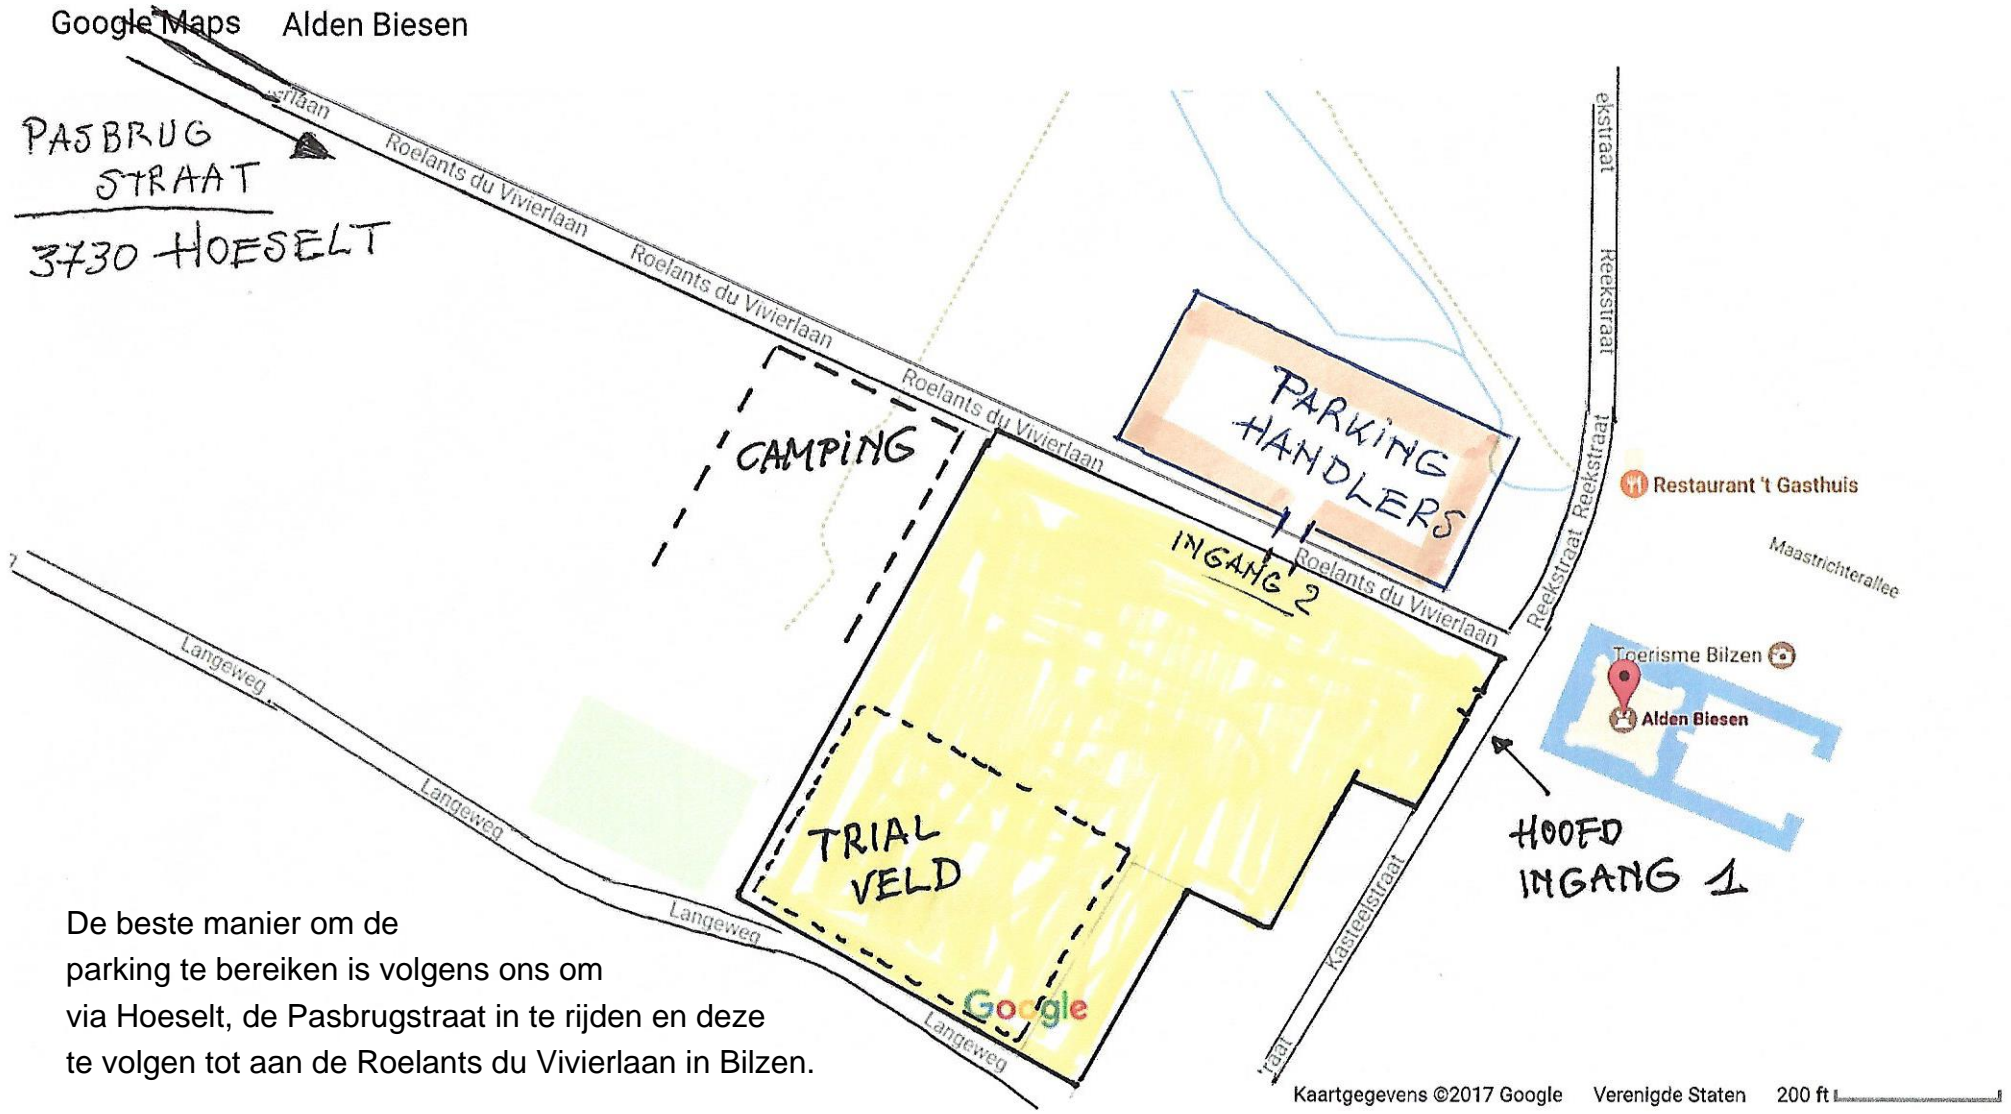 Google Maps Alden Biesen
erlaan
PASBRUG
STRAAT
3730 HOESELT
Roelants du Vivierlaan
Roelants du Vivierlaan
Roelants du Vivierlaan
Roelants du Vivierlaan
ekstraat
Reekstraat
Reekstraat
Reekstraat
CAMPING
PARKING
HANDLERS
INGANG 2
Restaurant 't Gasthuis
Maastrichterallee
Toerisme Bilzen
Alden Biesen
HOOFD
INGANG 1
Langeweg
Langeweg
Langeweg
Langeweg
TRIAL
VELD
Kasteelstraat
raat
Google
De beste manier om de
parking te bereiken is volgens ons om
via Hoeselt, de Pasbrugstraat in te rijden en deze
te volgen tot aan de Roelants du Vivierlaan in Bilzen.
Kaartgegevens ©2017 Google Verenigde Staten 200 ft